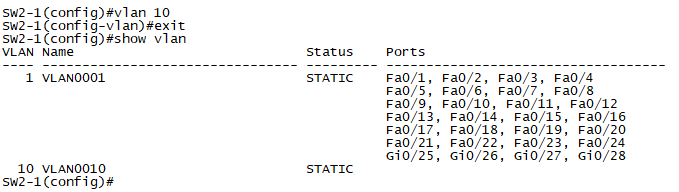 SW2-1(config)#vlan 10
SW2-1(config-vlan)#exit
SW2-1(config)#show vlan
VLAN Name                             Status    Ports
---- -------------------------------- --------- -----------------------------------
   1 VLAN0001                         STATIC    Fa0/1, Fa0/2, Fa0/3, Fa0/4
                                                Fa0/5, Fa0/6, Fa0/7, Fa0/8
                                                Fa0/9, Fa0/10, Fa0/11, Fa0/12
                                                Fa0/13, Fa0/14, Fa0/15, Fa0/16
                                                Fa0/17, Fa0/18, Fa0/19, Fa0/20
                                                Fa0/21, Fa0/22, Fa0/23, Fa0/24
                                                Gi0/25, Gi0/26, Gi0/27, Gi0/28
  10 VLAN0010                         STATIC
SW2-1(config)#